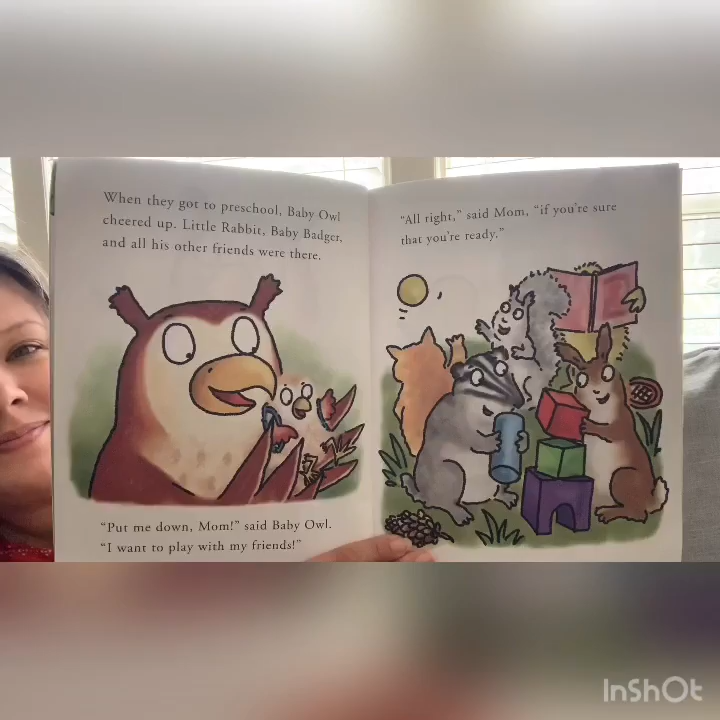 When they got to preschool, Baby Owl
cheered up. Little Rabbit, Baby Badger,
and all his other friends were there.
"Put me down, Mom!" said Baby Owl.
"I want to play with my friends!"
"All right," said Mom, "if you're sure
that you're ready."
InShOt